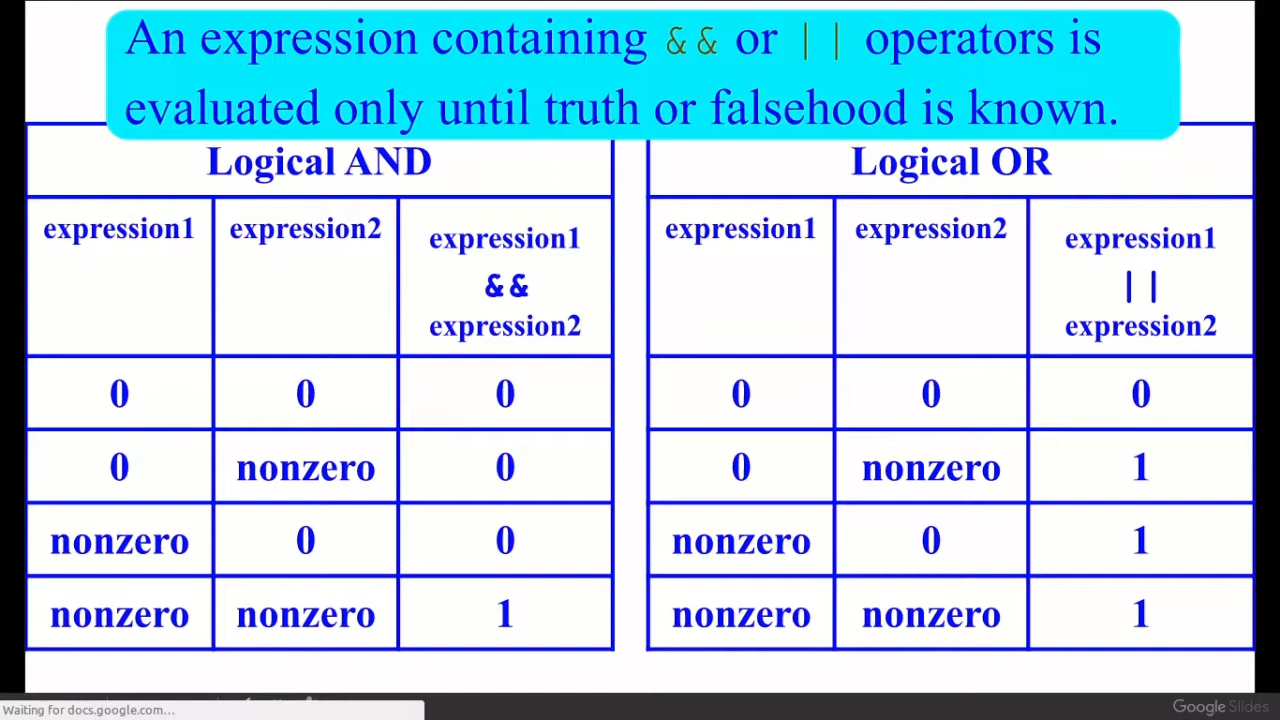 An expression containing && or || operators is
evaluated only until truth or falsehood is known.
Logical AND
expression1 expression2 expression1
&&
expression2
0 0 0
0 nonzero 0
nonzero 0 0
nonzero nonzero 1
Logical OR
expression1 expression2 expression1
||
expression2
0 0 0
0 nonzero 1
nonzero 0 1
nonzero nonzero 1
Waiting for docs.google.com...
Google Slides